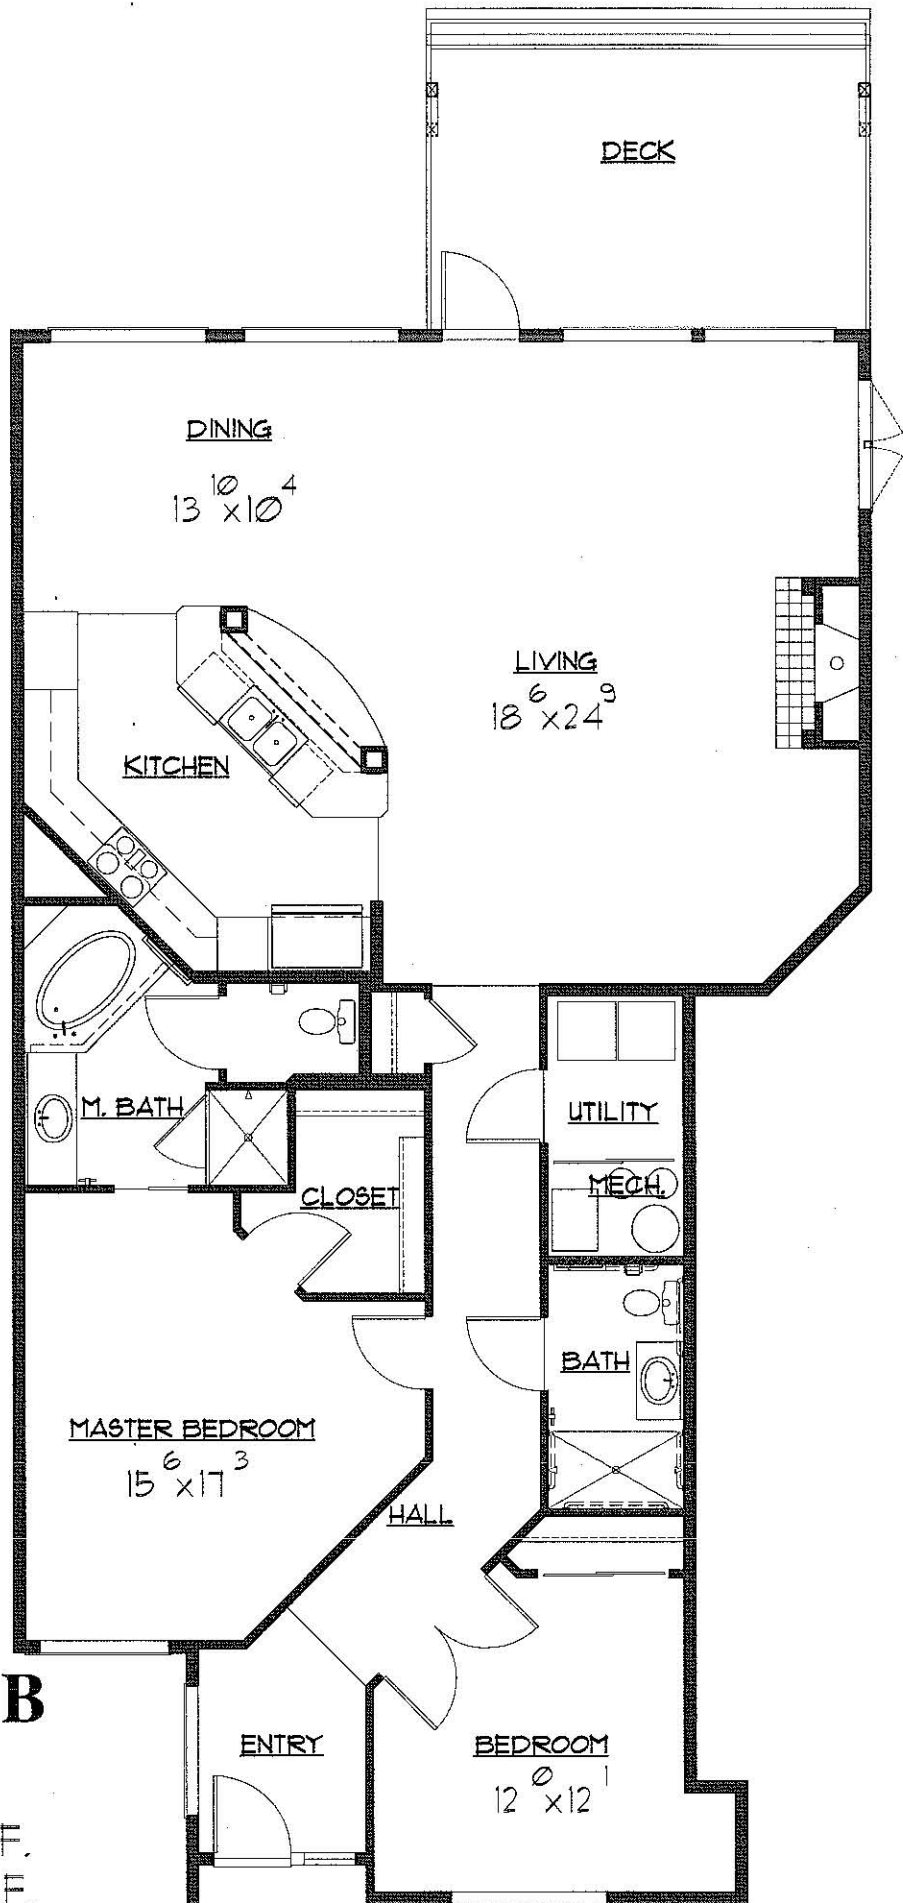 DECK
DINING
13 10 x10 4
LIVING
18 6 x24 9
KITCHEN
M. BATH
UTILITY
MECH.
CLOSET
BATH
MASTER BEDROOM
15 6 x17 3
HALL
B
ENTRY
BEDROOM
12 0 x12 1
F.
F